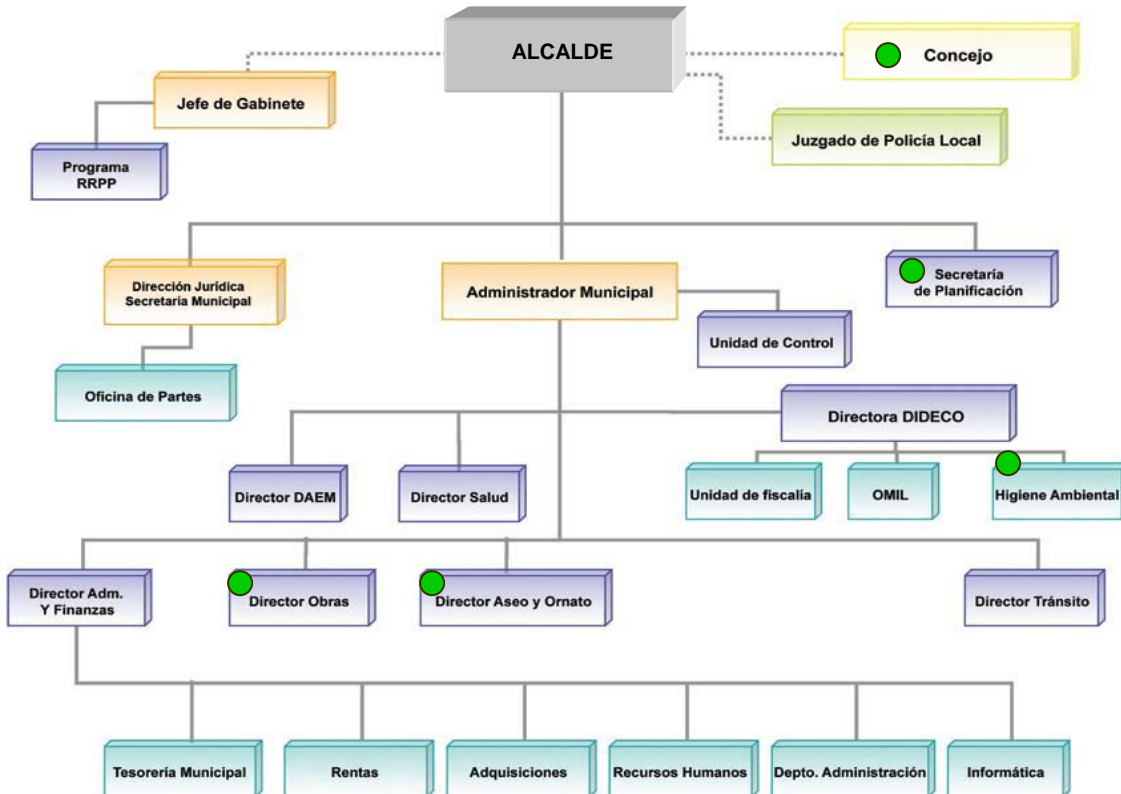 ALCALDE
Concejo
Jefe de Gabinete
Juzgado de Policía Local
Programa
RRPP
Dirección Jurídica
Secretaría Municipal
Administrador Municipal
Secretaría
de Planificación
Unidad de Control
Oficina de Partes
Directora DIDECO
Director DAEM
Director Salud
Unidad de fiscalía
OMIL
Higiene Ambiental
Director Adm.
Y Finanzas
Director Obras
Director Aseo y Ornato
Director Tránsito
Tesorería Municipal
Rentas
Adquisiciones
Recursos Humanos
Depto. Administración
Informática